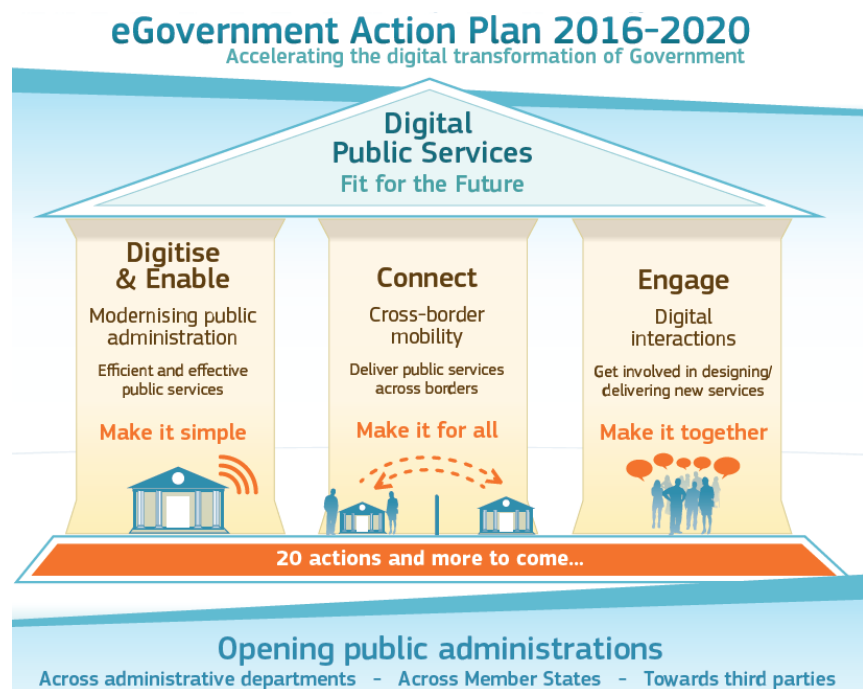 eGovernment Action Plan 2016-2020
Accelerating the digital transformation of Government
Digital
Public Services
Fit for the Future
Digitise
& Enable
Modernising public
administration
Efficient and effective
public services
Make it simple
Connect
Cross-border
mobility
Deliver public services
across borders
Make it for all
Engage
Digital
interactions
Get involved in designing/
delivering new services
Make it together
20 actions and more to come...
Opening public administrations
Across administrative departments - Across Member States - Towards third parties